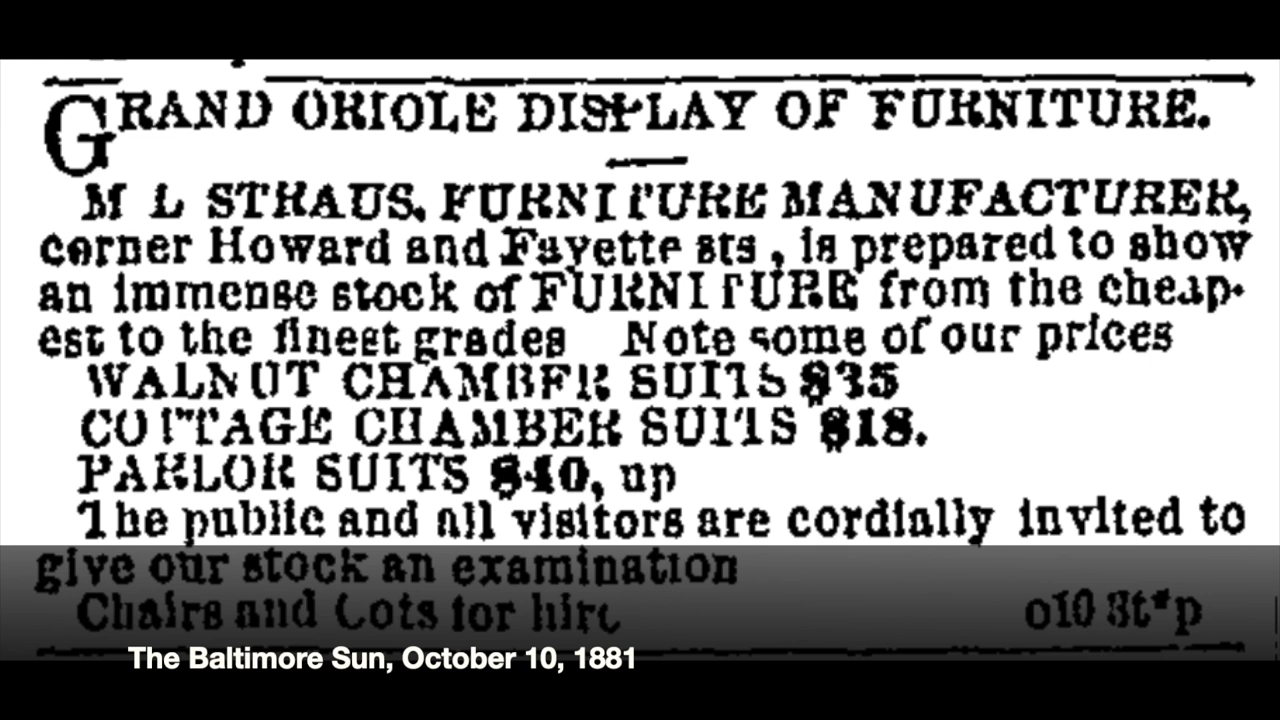 GRAND ORIOLE DISPLAY OF FURNITURE.
M L STRAUS, FURNITURE MANUFACTURER,
corner Howard and Fayette sts, is prepared to show
an immense stock of FURNITURE from the cheap-
est to the finest grades Note some of our prices
WALNUT CHAMBER SUITS $35
COTTAGE CHAMBER SUITS $18.
PARLOR SUITS $40, up
The public and all visitors are cordially invited to
give our stock an examination
Chairs and Cots for hire o10 3t*p
The Baltimore Sun, October 10, 1881